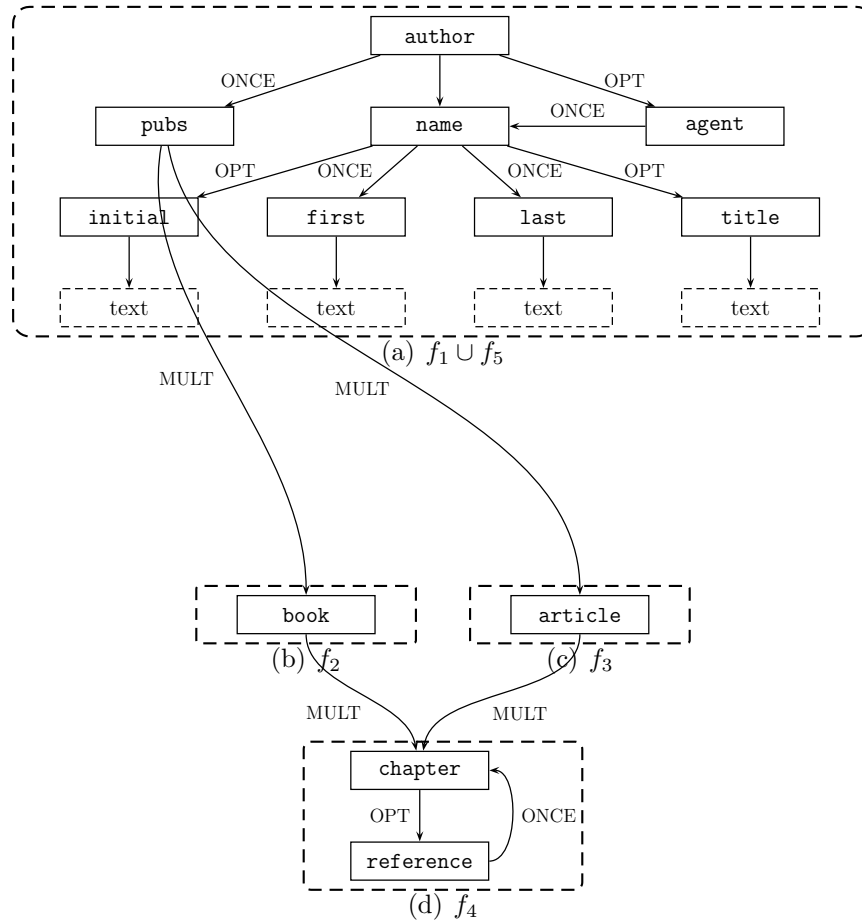 author
ONCE
OPT
pubs
ONCE
name
agent
OPT
ONCE
ONCE
OPT
initial
first
last
title
text
text
text
text
(a) f₁ ∪ f₅
MULT
MULT
book
article
(b) f₂
(c) f₃
MULT
MULT
chapter
OPT
ONCE
reference
(d) f₄